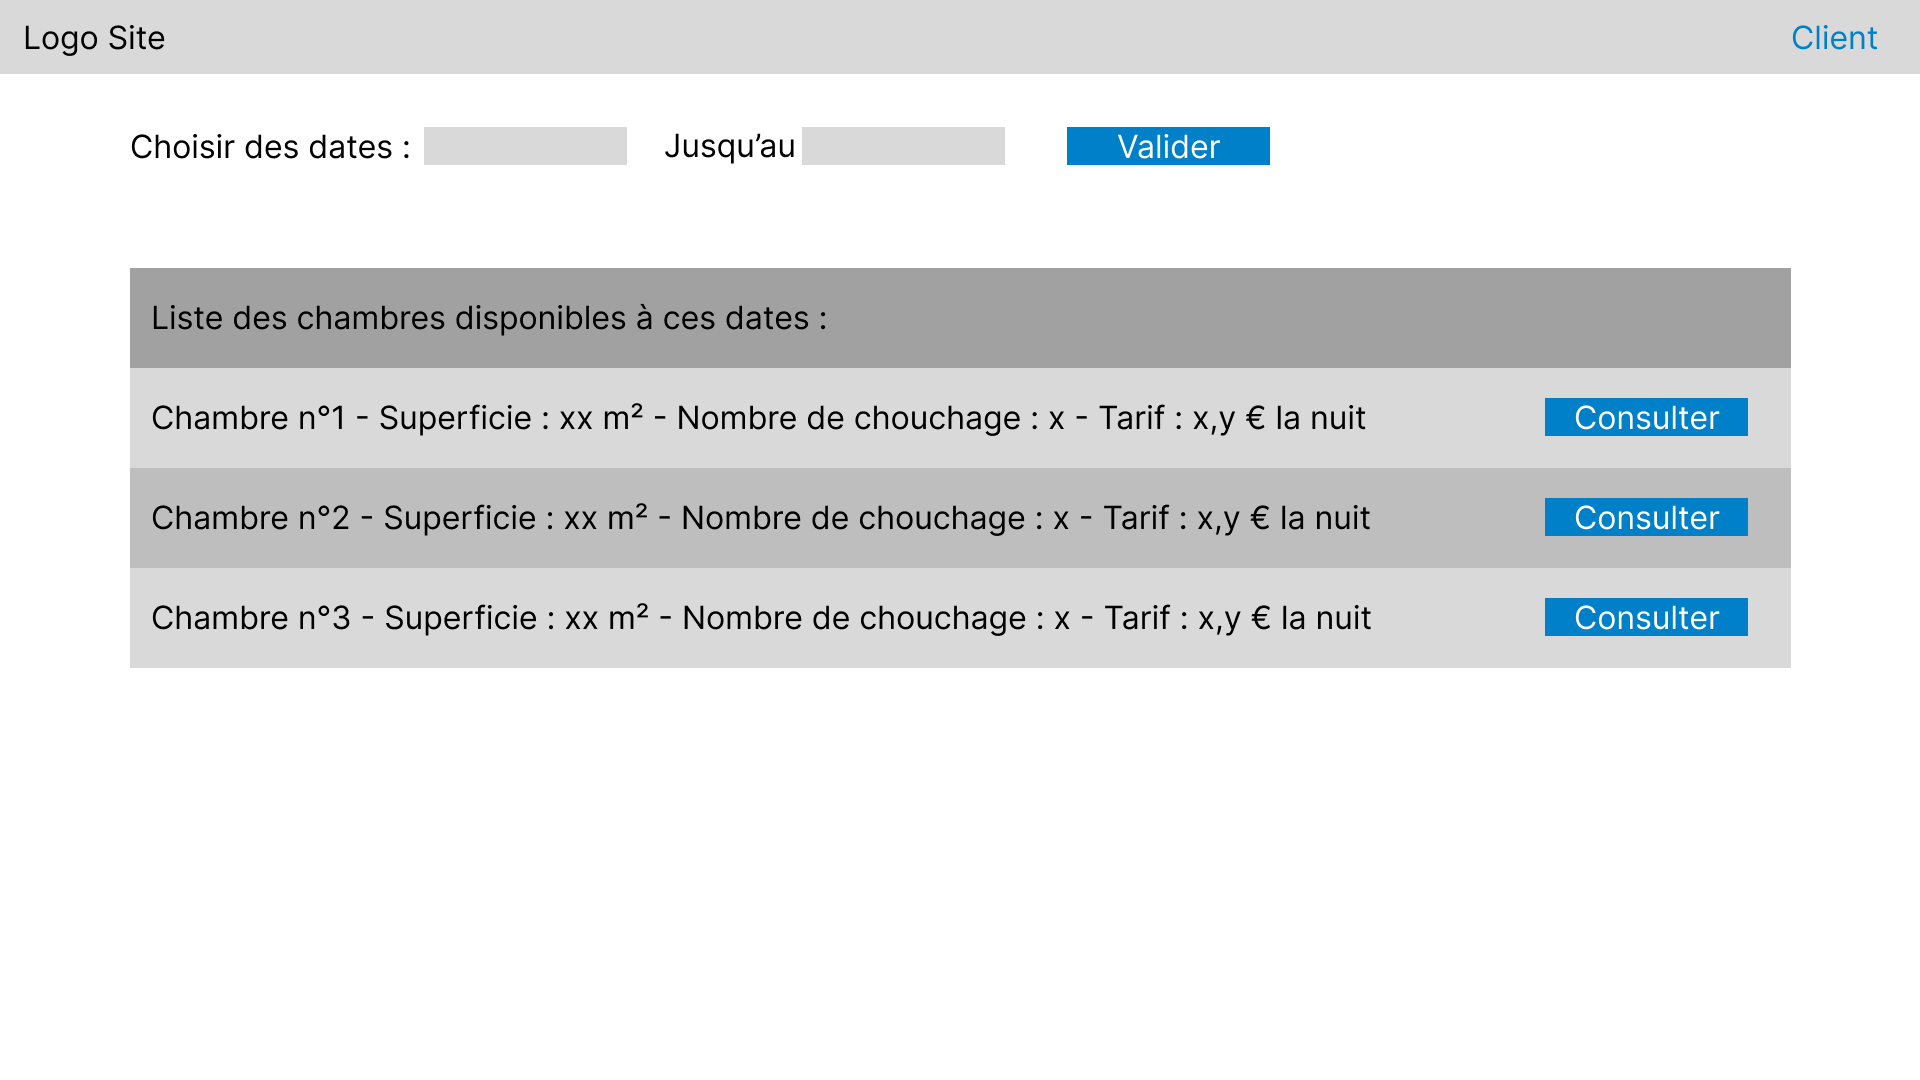 Logo Site
Client
Choisir des dates :
Jusqu’au
Valider
Liste des chambres disponibles à ces dates :
Chambre n°1 - Superficie : xx m² - Nombre de chouchage : x - Tarif : x,y € la nuit
Consulter
Chambre n°2 - Superficie : xx m² - Nombre de chouchage : x - Tarif : x,y € la nuit
Consulter
Chambre n°3 - Superficie : xx m² - Nombre de chouchage : x - Tarif : x,y € la nuit
Consulter